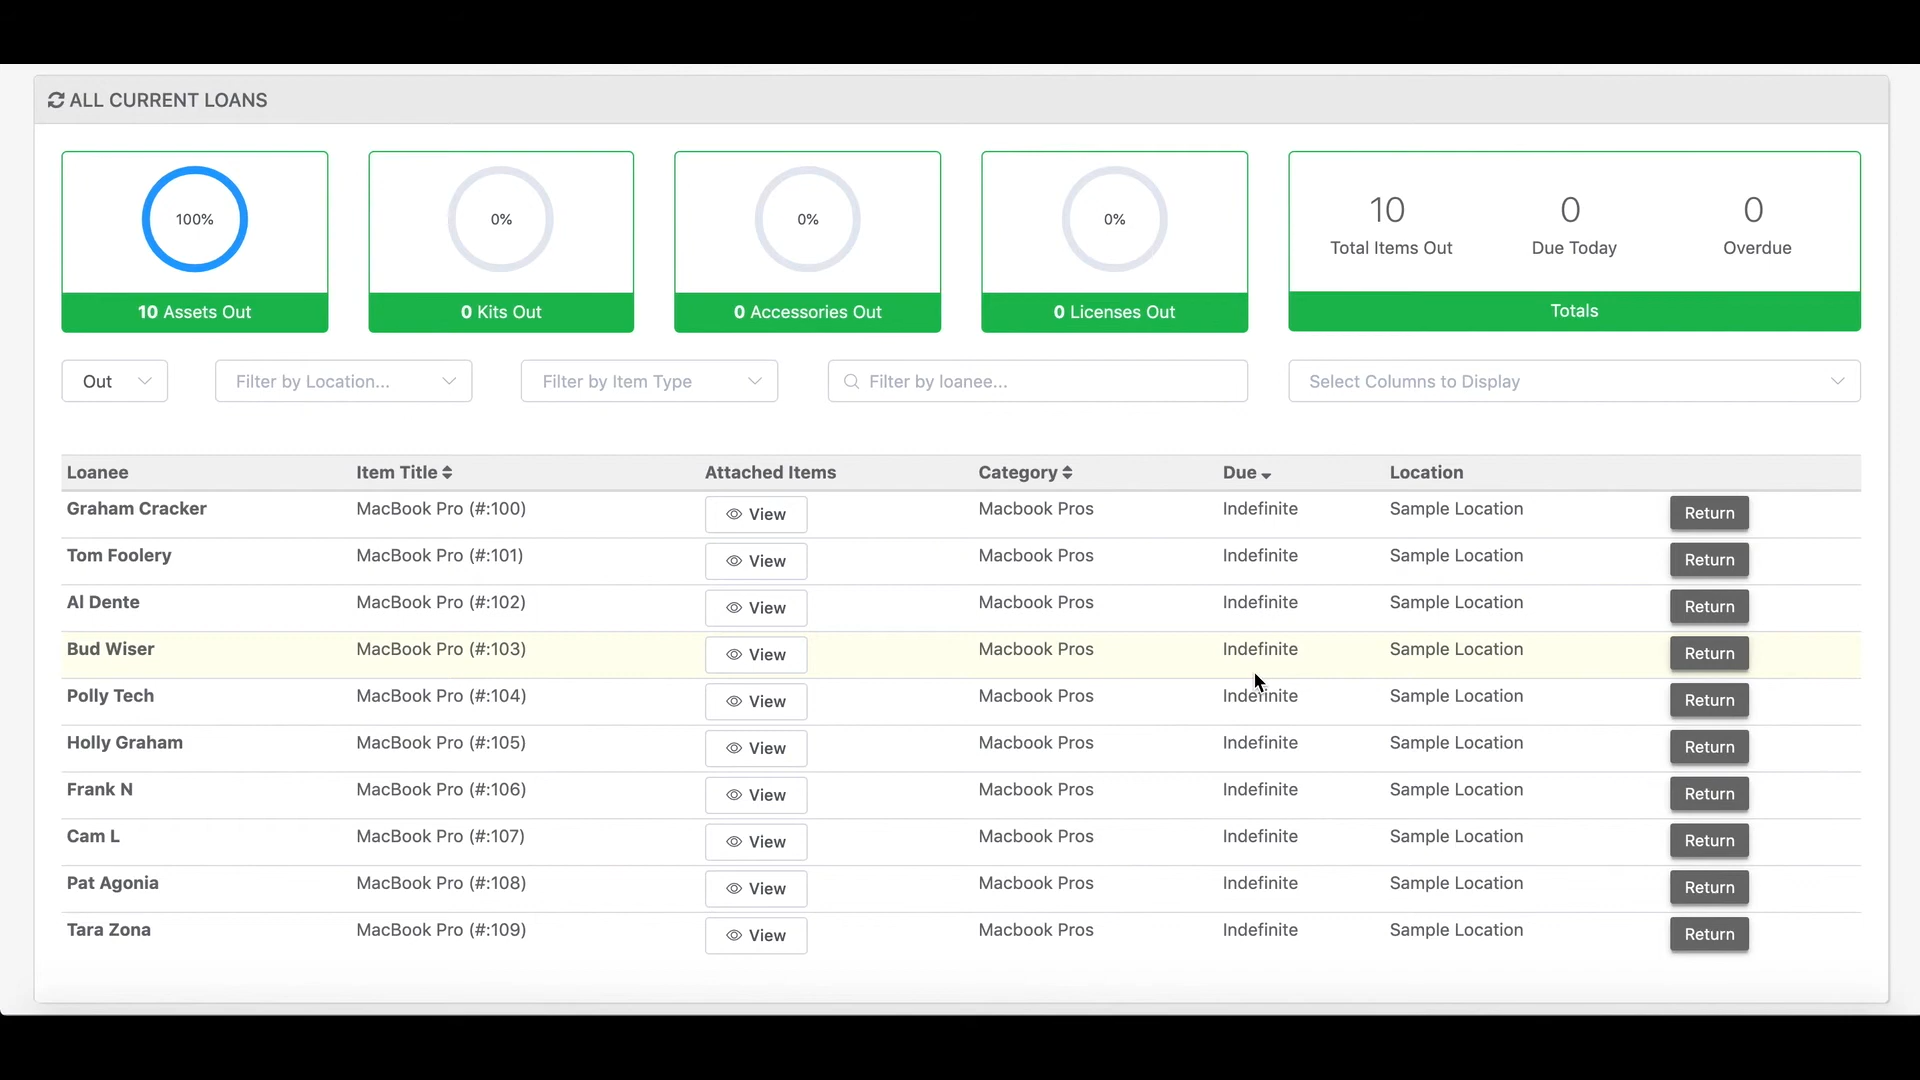 ALL CURRENT LOANS
100%
0%
0%
0%
10 0 0
Total Items Out Due Today Overdue
10 Assets Out
0 Kits Out
0 Accessories Out
0 Licenses Out
Totals
Out
Filter by Location...
Filter by Item Type
Filter by loanee...
Select Columns to Display
Loanee Item Title Attached Items Category Due Location
Graham Cracker MacBook Pro (#:100) View Macbook Pros Indefinite Sample Location Return
Tom Foolery MacBook Pro (#:101) View Macbook Pros Indefinite Sample Location Return
Al Dente MacBook Pro (#:102) View Macbook Pros Indefinite Sample Location Return
Bud Wiser MacBook Pro (#:103) View Macbook Pros Indefinite Sample Location Return
Polly Tech MacBook Pro (#:104) View Macbook Pros Indefinite Sample Location Return
Holly Graham MacBook Pro (#:105) View Macbook Pros Indefinite Sample Location Return
Frank N MacBook Pro (#:106) View Macbook Pros Indefinite Sample Location Return
Cam L MacBook Pro (#:107) View Macbook Pros Indefinite Sample Location Return
Pat Agonia MacBook Pro (#:108) View Macbook Pros Indefinite Sample Location Return
Tara Zona MacBook Pro (#:109) View Macbook Pros Indefinite Sample Location Return